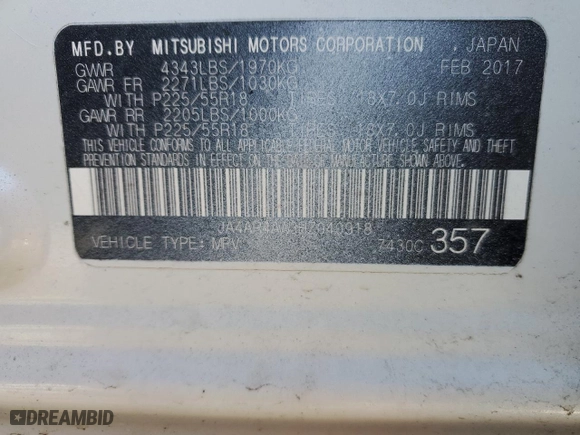 MFD.BY MITSUBISHI MOTORS CORPORATION , JAPAN
GVWR 4343LBS/1970KG FEB 2017
GAWR FR 2271LBS/1030KG
WITH P225/55R18 TIRES 18X7.0J RIMS
GAWR RR 2205LBS/1000KG
WITH P225/55R18 TIRES 18X7.0J RIMS
THIS VEHICLE CONFORMS TO ALL APPLICABLE FEDERAL MOTOR VEHICLE SAFETY AND
THEFT PREVENTION STANDARDS IN EFFECT ON THE DATE OF MANUFACTURE SHOWN ABOVE.
VEHICLE TYPE: MPV 7430C 357
© DREAMBID